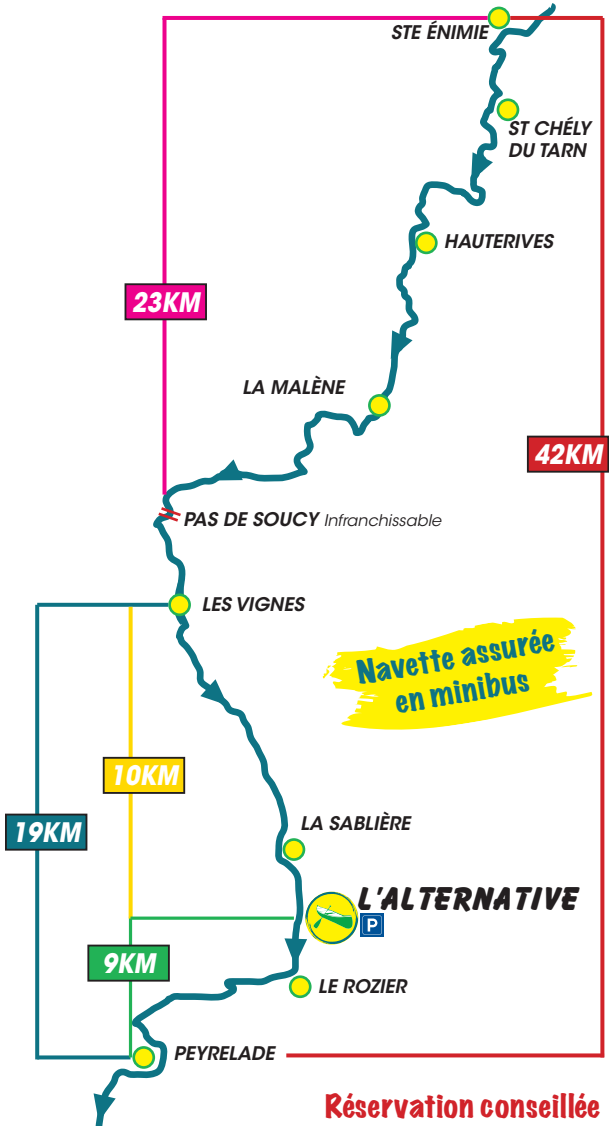 STE ÉNIMIE
ST CHÉLY
DU TARN
HAUTERIVES
23KM
LA MALÈNE
42KM
PAS DE SOUCY Infranchissable
LES VIGNES
Navette assurée
en minibus
10KM
19KM
LA SABLIÈRE
L'ALTERNATIVE
P
9KM
LE ROZIER
PEYRELADE
Réservation conseillée